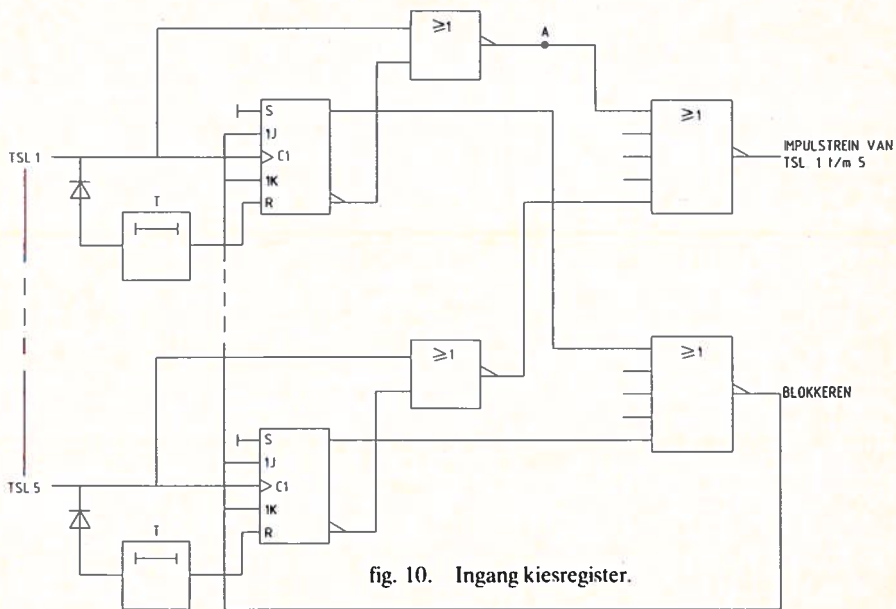 ≥1
A
S
1J
C1
1K
R
≥1
IMPULSTREIN VAN
TSL 1 t/m 5
TSL 1
T
≥1
≥1
BLOKKEREN
S
1J
C1
1K
R
TSL 5
T
fig. 10. Ingang kiesregister.